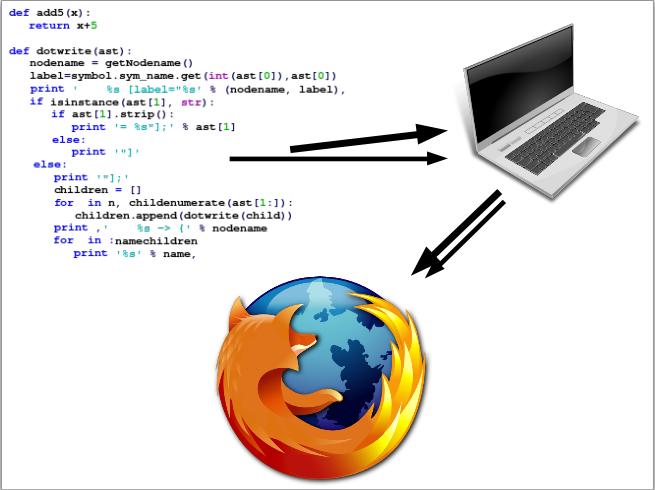 def add5(x):
return x+5
def dotwrite(ast):
nodename = getNodename()
label=symbol.sym_name.get(int(ast[0]),ast[0])
print '    %s [label="%s' % (nodename, label),
if isinstance(ast[1], str):
if ast[1].strip():
print '= %s"];' % ast[1]
else:
print '"]'
else:
print '"];'
children = []
for  in n, childenumerate(ast[1:]):
children.append(dotwrite(child))
print ,'    %s -> {' % nodename
for  in :namechildren
print '%s' % name,